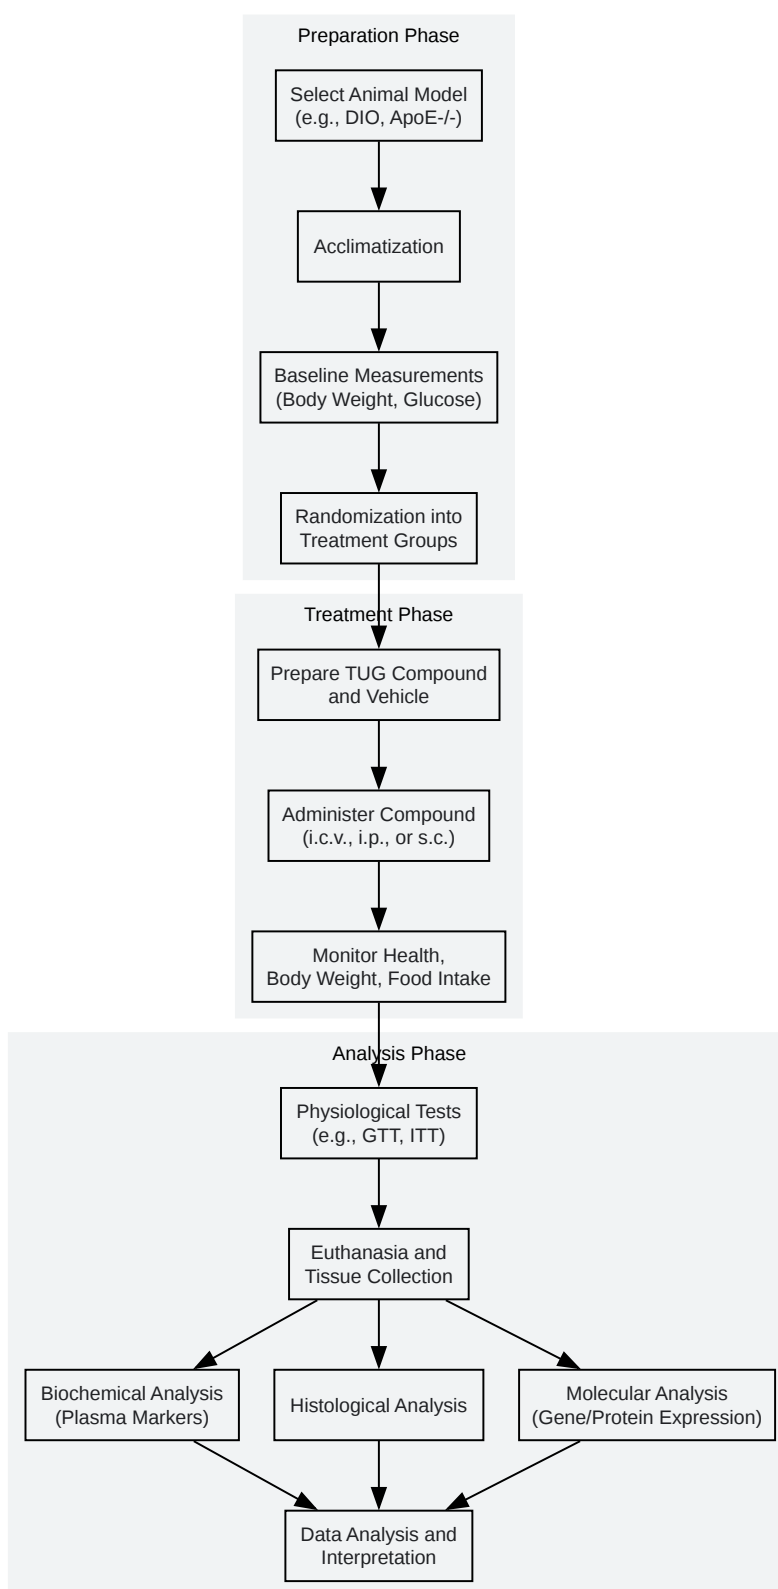 Preparation Phase
Select Animal Model
(e.g., DIO, ApoE-/-)
Acclimatization
Baseline Measurements
(Body Weight, Glucose)
Randomization into
Treatment Groups
Treatment Phase
Prepare TUG Compound
and Vehicle
Administer Compound
(i.c.v., i.p., or s.c.)
Monitor Health,
Body Weight, Food Intake
Analysis Phase
Physiological Tests
(e.g., GTT, ITT)
Euthanasia and
Tissue Collection
Biochemical Analysis
(Plasma Markers)
Histological Analysis
Molecular Analysis
(Gene/Protein Expression)
Data Analysis and
Interpretation